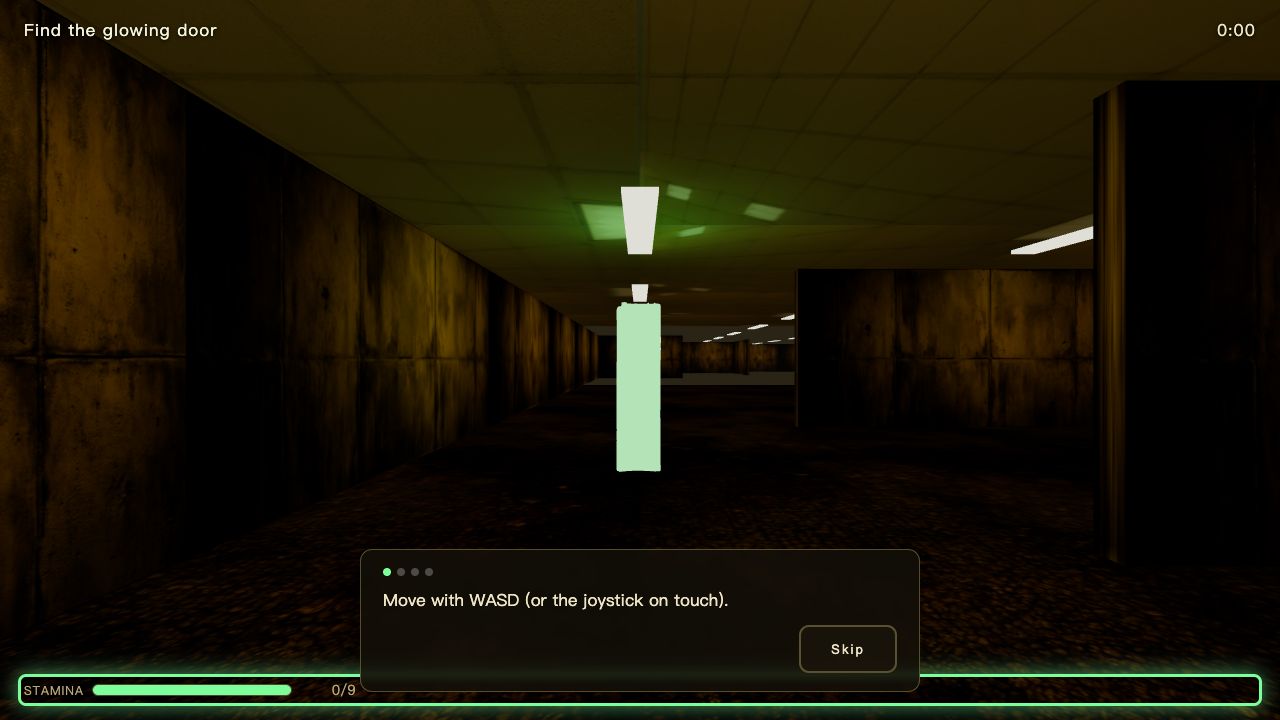 Find the glowing door
0:00
Move with WASD (or the joystick on touch).
Skip
STAMINA
0/9